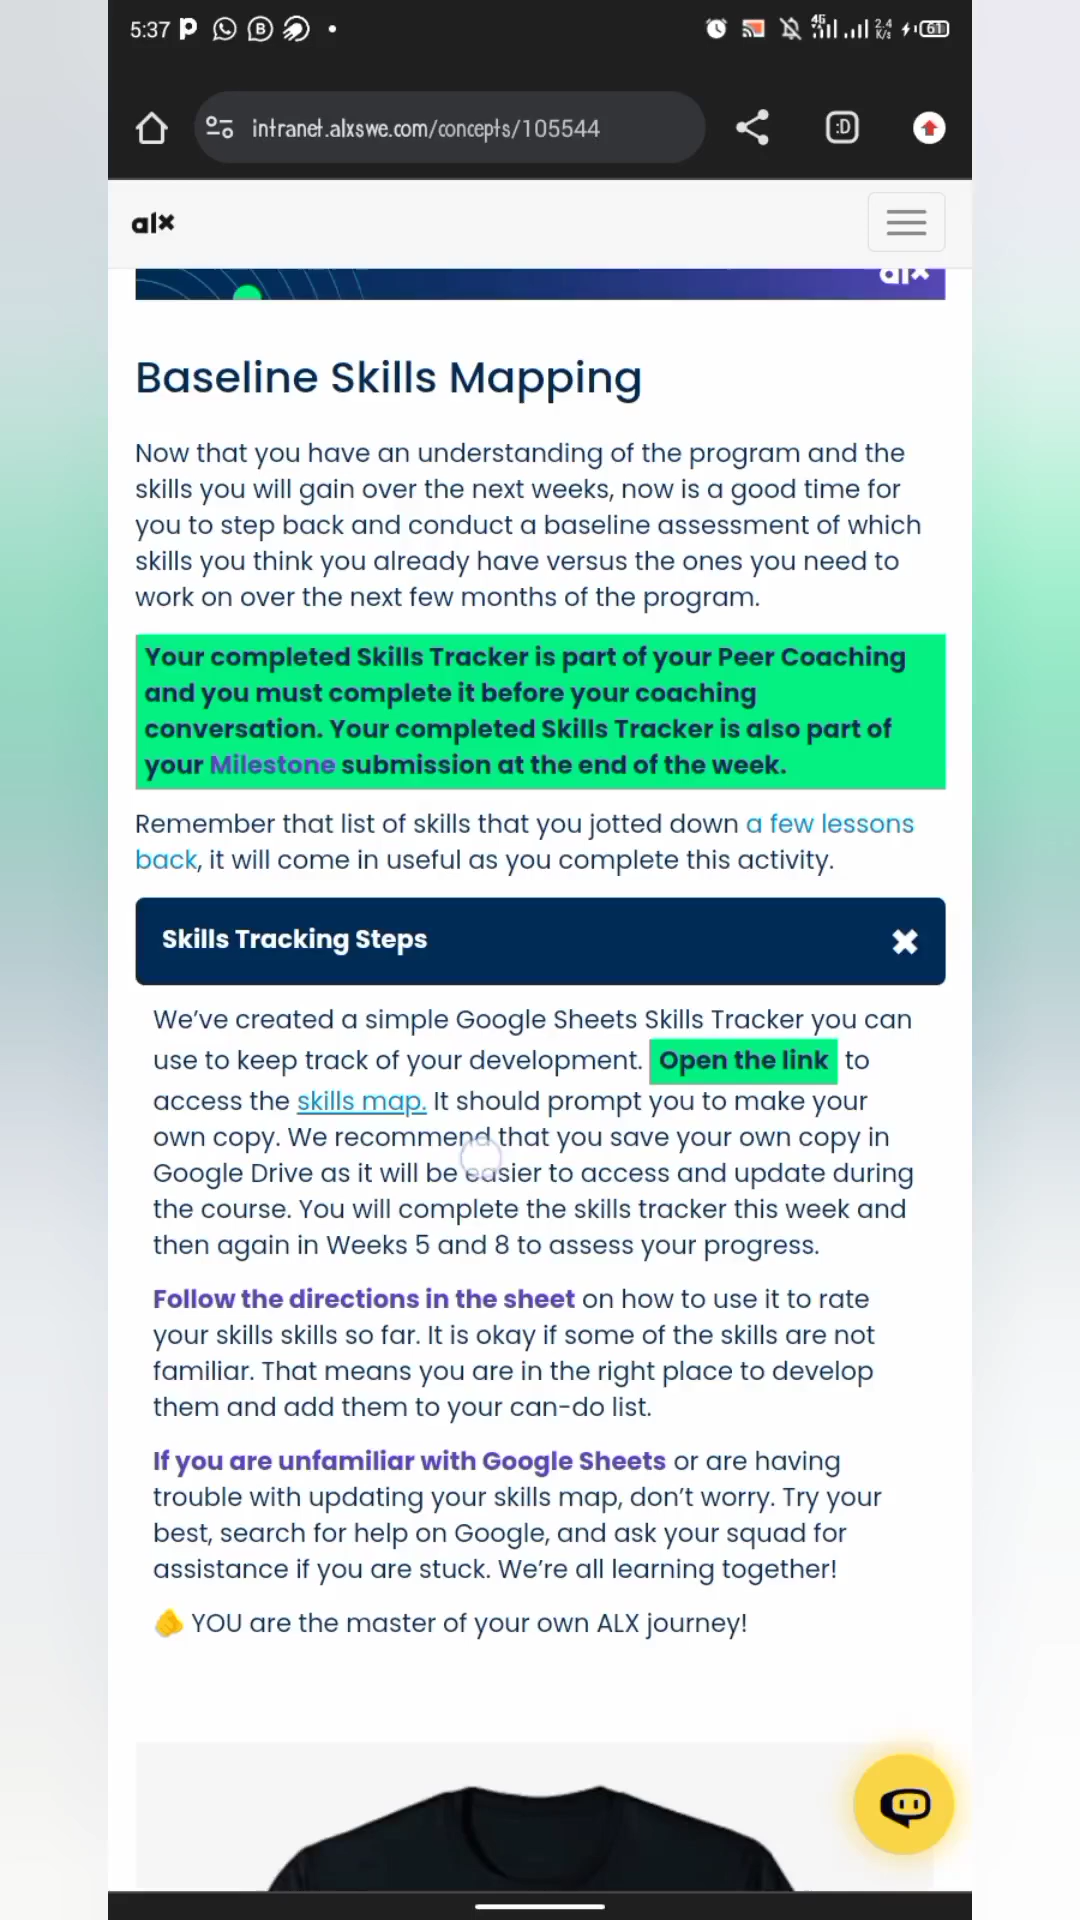 5:37
4G
2.4
K/s
61
intranet.alxswe.com/concepts/105544
:D
alx
alx
Baseline Skills Mapping
Now that you have an understanding of the program and the
skills you will gain over the next weeks, now is a good time for
you to step back and conduct a baseline assessment of which
skills you think you already have versus the ones you need to
work on over the next few months of the program.
Your completed Skills Tracker is part of your Peer Coaching
and you must complete it before your coaching
conversation. Your completed Skills Tracker is also part of
your Milestone submission at the end of the week.
Remember that list of skills that you jotted down a few lessons
back, it will come in useful as you complete this activity.
Skills Tracking Steps
We’ve created a simple Google Sheets Skills Tracker you can
use to keep track of your development. Open the link to
access the skills map. It should prompt you to make your
own copy. We recommend that you save your own copy in
Google Drive as it will be easier to access and update during
the course. You will complete the skills tracker this week and
then again in Weeks 5 and 8 to assess your progress.
Follow the directions in the sheet on how to use it to rate
your skills skills so far. It is okay if some of the skills are not
familiar. That means you are in the right place to develop
them and add them to your can-do list.
If you are unfamiliar with Google Sheets or are having
trouble with updating your skills map, don’t worry. Try your
best, search for help on Google, and ask your squad for
assistance if you are stuck. We’re all learning together!
YOU are the master of your own ALX journey!